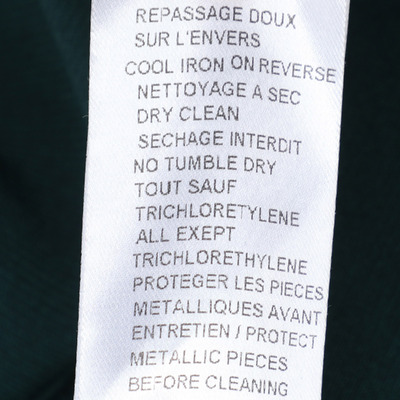 REPASSAGE DOUX
SUR L'ENVERS
COOL IRON ON REVERSE
NETTOYAGE A SEC
DRY CLEAN
SECHAGE INTERDIT
NO TUMBLE DRY
TOUT SAUF
TRICHLORETYLENE
ALL EXEPT
TRICHLORETHYLENE
PROTEGER LES PIECES
METALLIQUES AVANT
ENTRETIEN / PROTECT
METALLIC PIECES
BEFORE CLEANING